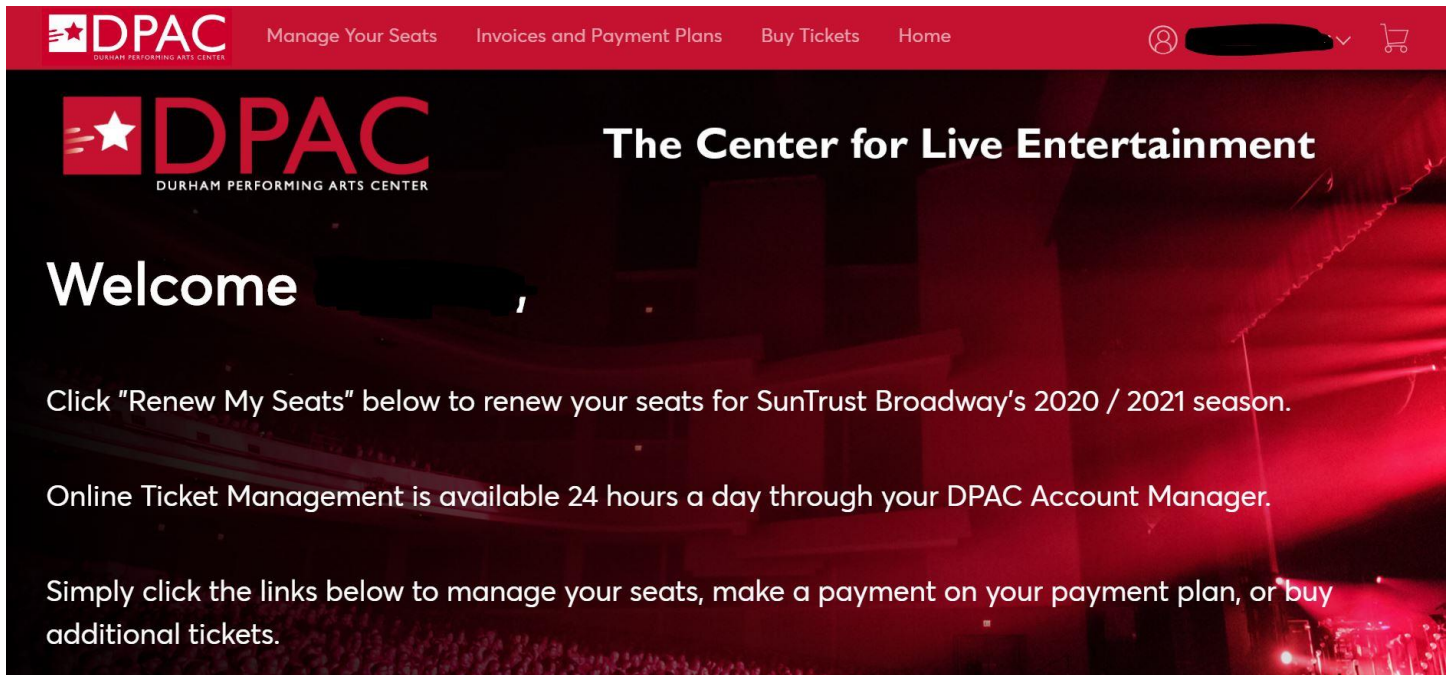 DPAC
DURHAM PERFORMING ARTS CENTER
Manage Your Seats
Invoices and Payment Plans
Buy Tickets
Home
DPAC
DURHAM PERFORMING ARTS CENTER
The Center for Live Entertainment
Welcome ,
Click "Renew My Seats" below to renew your seats for SunTrust Broadway's 2020 / 2021 season.
Online Ticket Management is available 24 hours a day through your DPAC Account Manager.
Simply click the links below to manage your seats, make a payment on your payment plan, or buy
additional tickets.